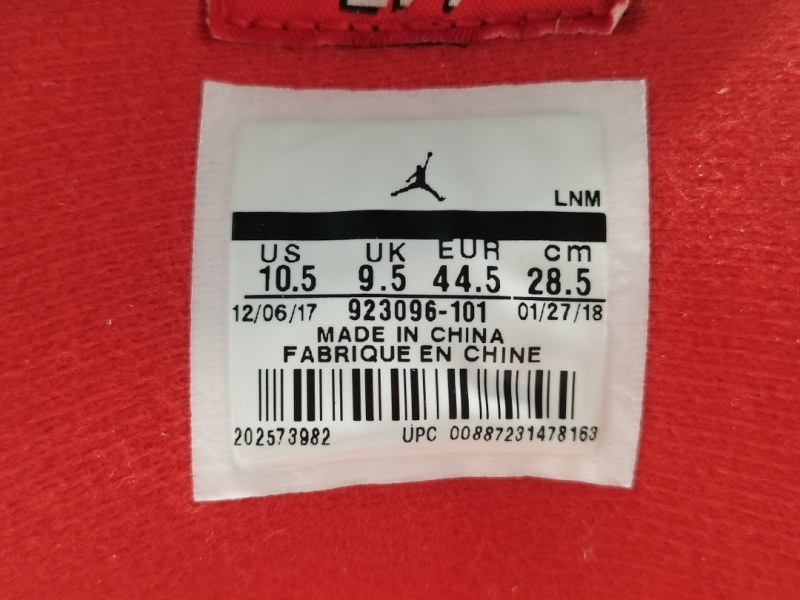 LNM
US UK EUR cm
10.5 9.5 44.5 28.5
12/06/17 923096-101 01/27/18
MADE IN CHINA
FABRIQUE EN CHINE
202573982 UPC 00887231478163